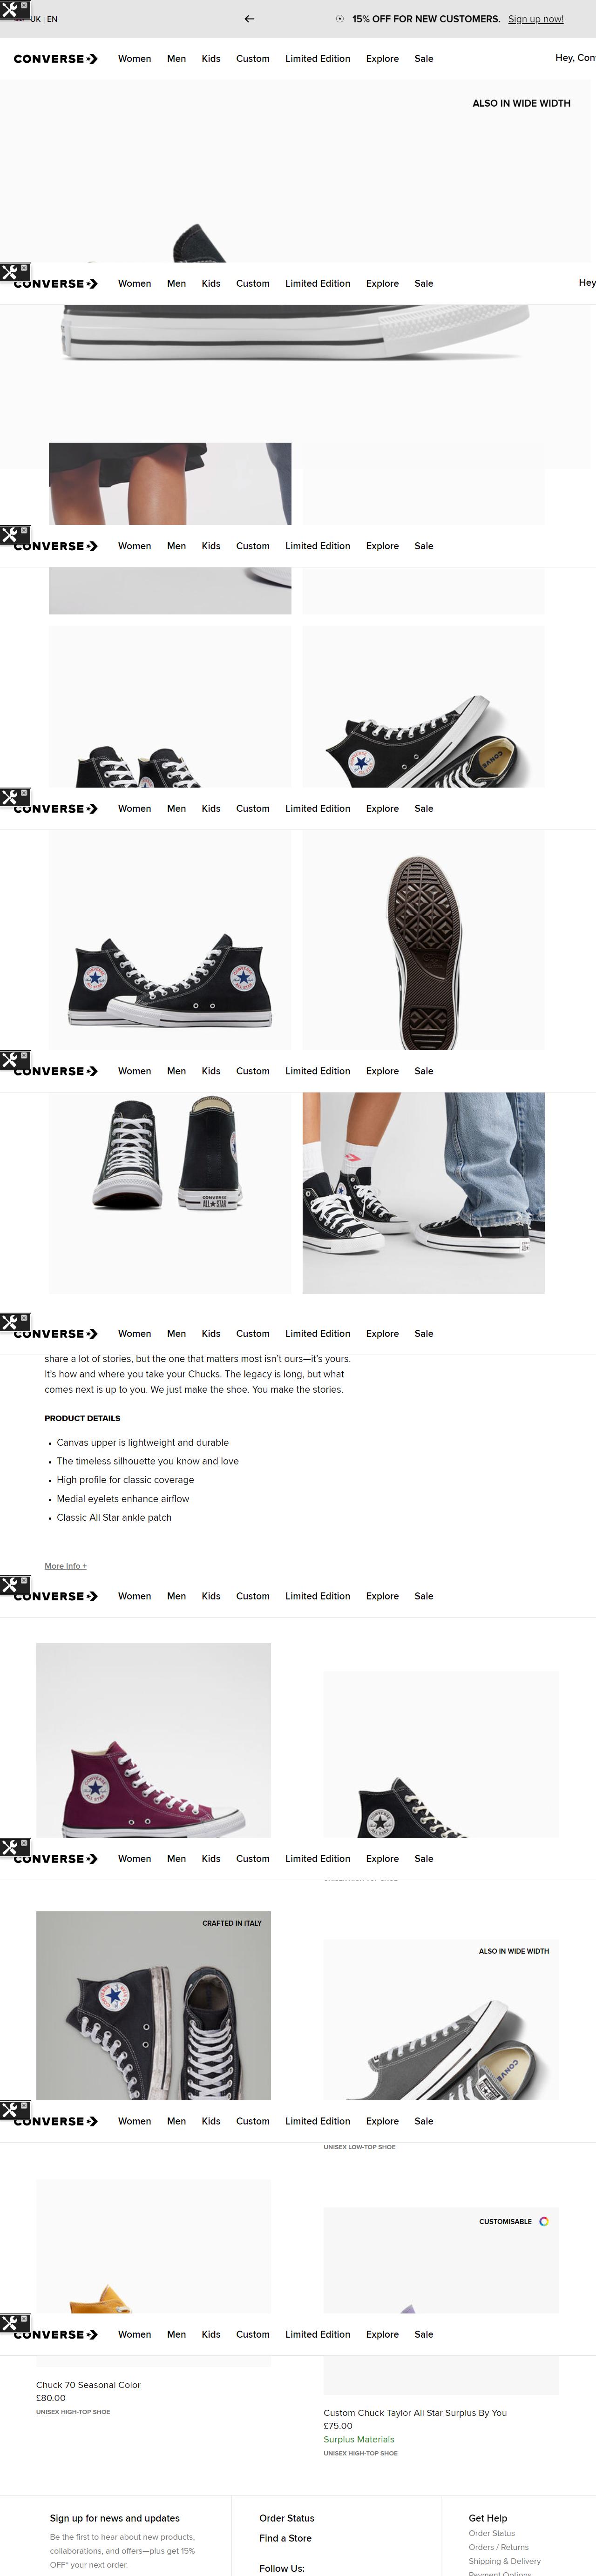 UK | EN
15% OFF FOR NEW CUSTOMERS. Sign up now!
CONVERSE Women Men Kids Custom Limited Edition Explore Sale Hey,
ALSO IN WIDE WIDTH
CONVERSE Women Men Kids Custom Limited Edition Explore Sale Hey
CONVERSE Women Men Kids Custom Limited Edition Explore Sale
CONVERSE Women Men Kids Custom Limited Edition Explore Sale
CONVERSE Women Men Kids Custom Limited Edition Explore Sale
CONVERSE
ALL STAR
CONVERSE Women Men Kids Custom Limited Edition Explore Sale
share a lot of stories, but the one that matters most isn't ours—it's yours.
It's how and where you take your Chucks. The legacy is long, but what
comes next is up to you. We just make the shoe. You make the stories.
PRODUCT DETAILS
• Canvas upper is lightweight and durable
• The timeless silhouette you know and love
• High profile for classic coverage
• Medial eyelets enhance airflow
• Classic All Star ankle patch
More Info +
CONVERSE Women Men Kids Custom Limited Edition Explore Sale
CONVERSE
ALL STAR
CONVERSE Women Men Kids Custom Limited Edition Explore Sale
CRAFTED IN ITALY
ALSO IN WIDE WIDTH
CONVERSE Women Men Kids Custom Limited Edition Explore Sale
UNISEX LOW-TOP SHOE
CUSTOMISABLE
CONVERSE Women Men Kids Custom Limited Edition Explore Sale
Chuck 70 Seasonal Color
£80.00
UNISEX HIGH-TOP SHOE
Custom Chuck Taylor All Star Surplus By You
£75.00
Surplus Materials
UNISEX HIGH-TOP SHOE
Sign up for news and updates
Be the first to hear about new products,
collaborations, and offers—plus get 15%
OFF* your next order.
Order Status
Find a Store
Follow Us:
Get Help
Order Status
Orders / Returns
Shipping & Delivery
Payment Options